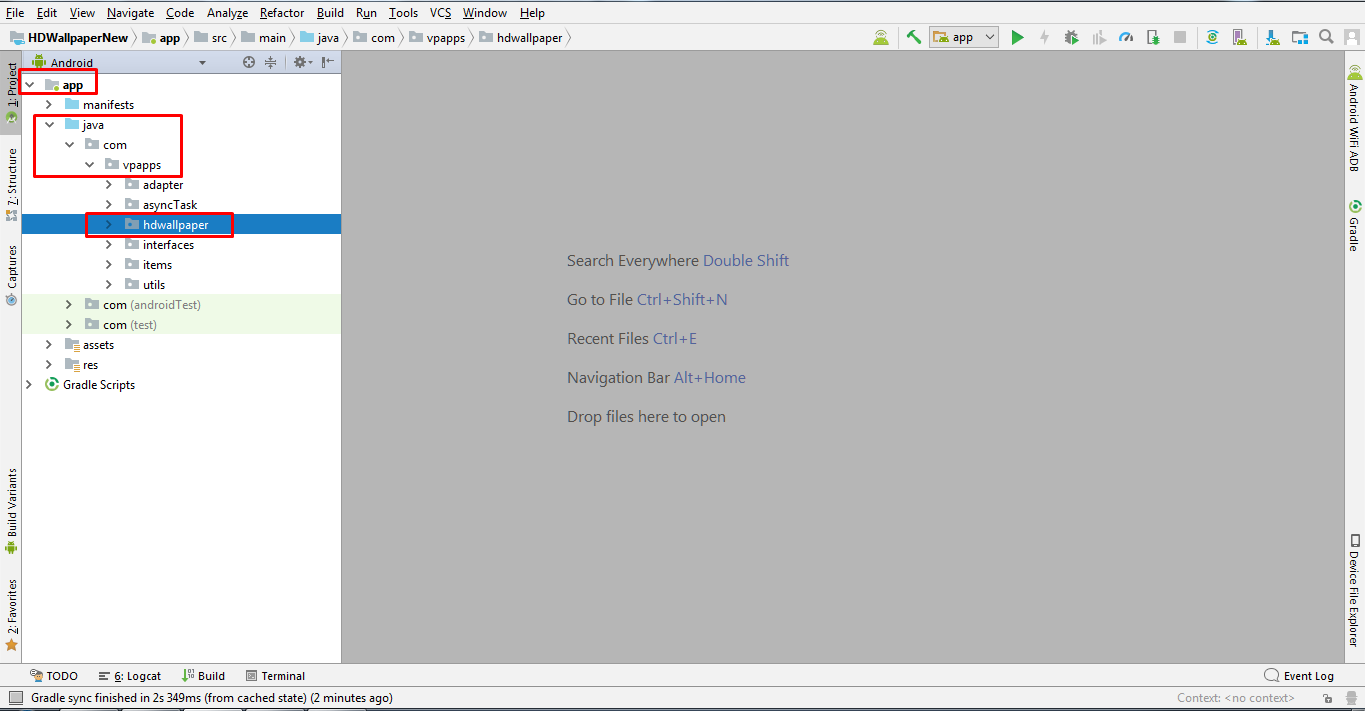 File Edit View Navigate Code Analyze Refactor Build Run Tools VCS Window Help
HDWallpaperNew app src main java com vpapps hdwallpaper app
Android
app
manifests
java
com
vpapps
adapter
asyncTask
hdwallpaper
interfaces
items
utils
com (androidTest)
com (test)
assets
res
Gradle Scripts
1: Project
7: Structure
Captures
Build Variants
2: Favorites
Search Everywhere Double Shift
Go to File Ctrl+Shift+N
Recent Files Ctrl+E
Navigation Bar Alt+Home
Drop files here to open
Android WiFi ADB
Gradle
Device File Explorer
TODO 6: Logcat Build Terminal Event Log
Gradle sync finished in 2s 349ms (from cached state) (2 minutes ago) Context: <no context>